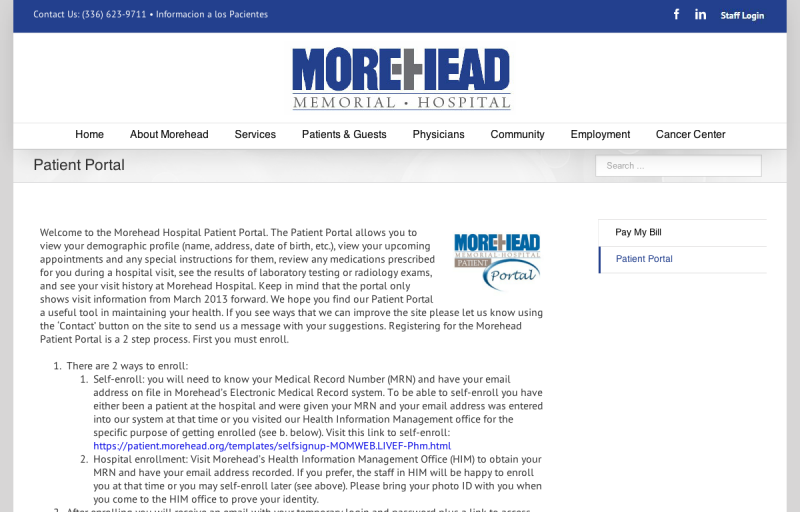 Contact Us: (336) 623-9711 • Informacion a los Pacientes
Staff Login
MOREHEAD
MEMORIAL • HOSPITAL
Home About Morehead Services Patients & Guests Physicians Community Employment Cancer Center
Patient Portal
Search ...
Welcome to the Morehead Hospital Patient Portal. The Patient Portal allows you to
view your demographic profile (name, address, date of birth, etc.), view your upcoming
appointments and any special instructions for them, review any medications prescribed
for you during a hospital visit, see the results of laboratory testing or radiology exams,
and see your visit history at Morehead Hospital. Keep in mind that the portal only
shows visit information from March 2013 forward. We hope you find our Patient Portal
a useful tool in maintaining your health. If you see ways that we can improve the site please let us know using
the ‘Contact’ button on the site to send us a message with your suggestions. Registering for the Morehead
Patient Portal is a 2 step process. First you must enroll.
MOREHEAD
MEMORIAL HOSPITAL
PATIENT
Portal
1. There are 2 ways to enroll:
1. Self-enroll: you will need to know your Medical Record Number (MRN) and have your email
address on file in Morehead’s Electronic Medical Record system. To be able to self-enroll you have
either been a patient at the hospital and were given your MRN and your email address was entered
into our system at that time or you visited our Health Information Management office for the
specific purpose of getting enrolled (see b. below). Visit this link to self-enroll:
https://patient.morehead.org/templates/selfsignup-MOMWEB.LIVEF-Phm.html
2. Hospital enrollment: Visit Morehead’s Health Information Management Office (HIM) to obtain your
MRN and have your email address recorded. If you prefer, the staff in HIM will be happy to enroll
you at that time or you may self-enroll later (see above). Please bring your photo ID with you when
you come to the HIM office to prove your identity.
2. After enrolling you will receive an email with your temporary login and password plus a link to access
Pay My Bill
Patient Portal